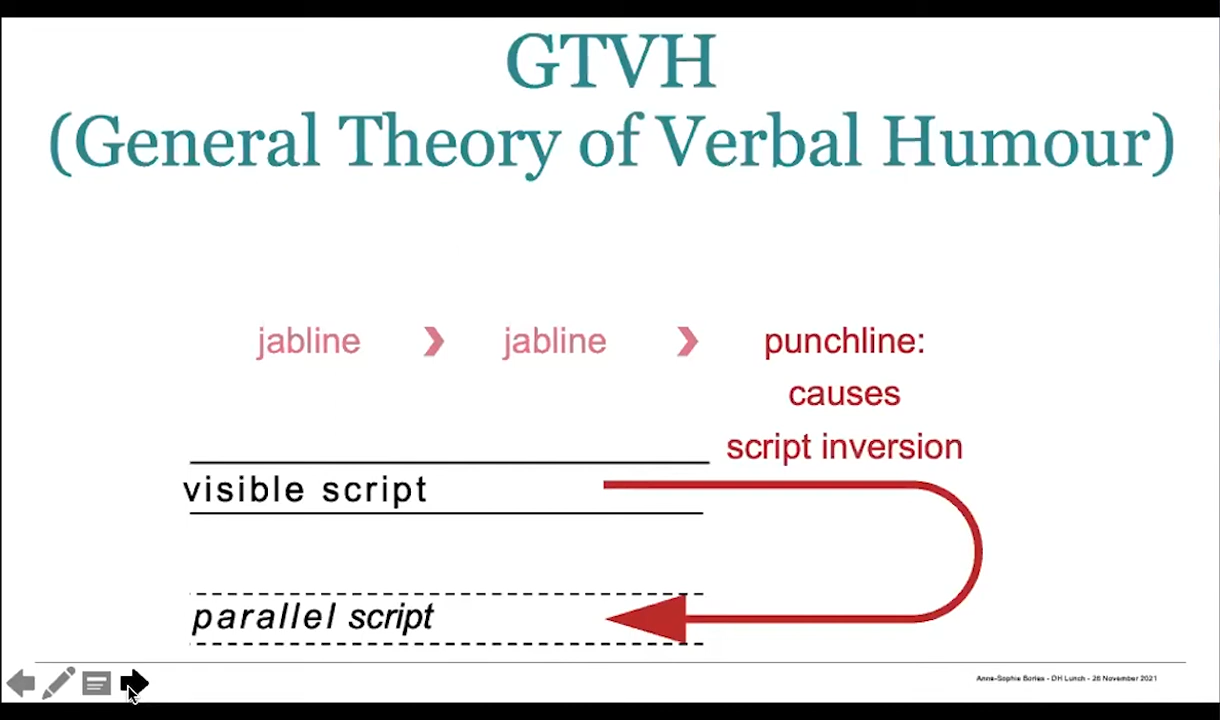 GTVH
(General Theory of Verbal Humour)
jabline › jabline › punchline:
causes
script inversion
visible script
parallel script
Anne-Sophie Bories - DH Lunch - 26 November 2021